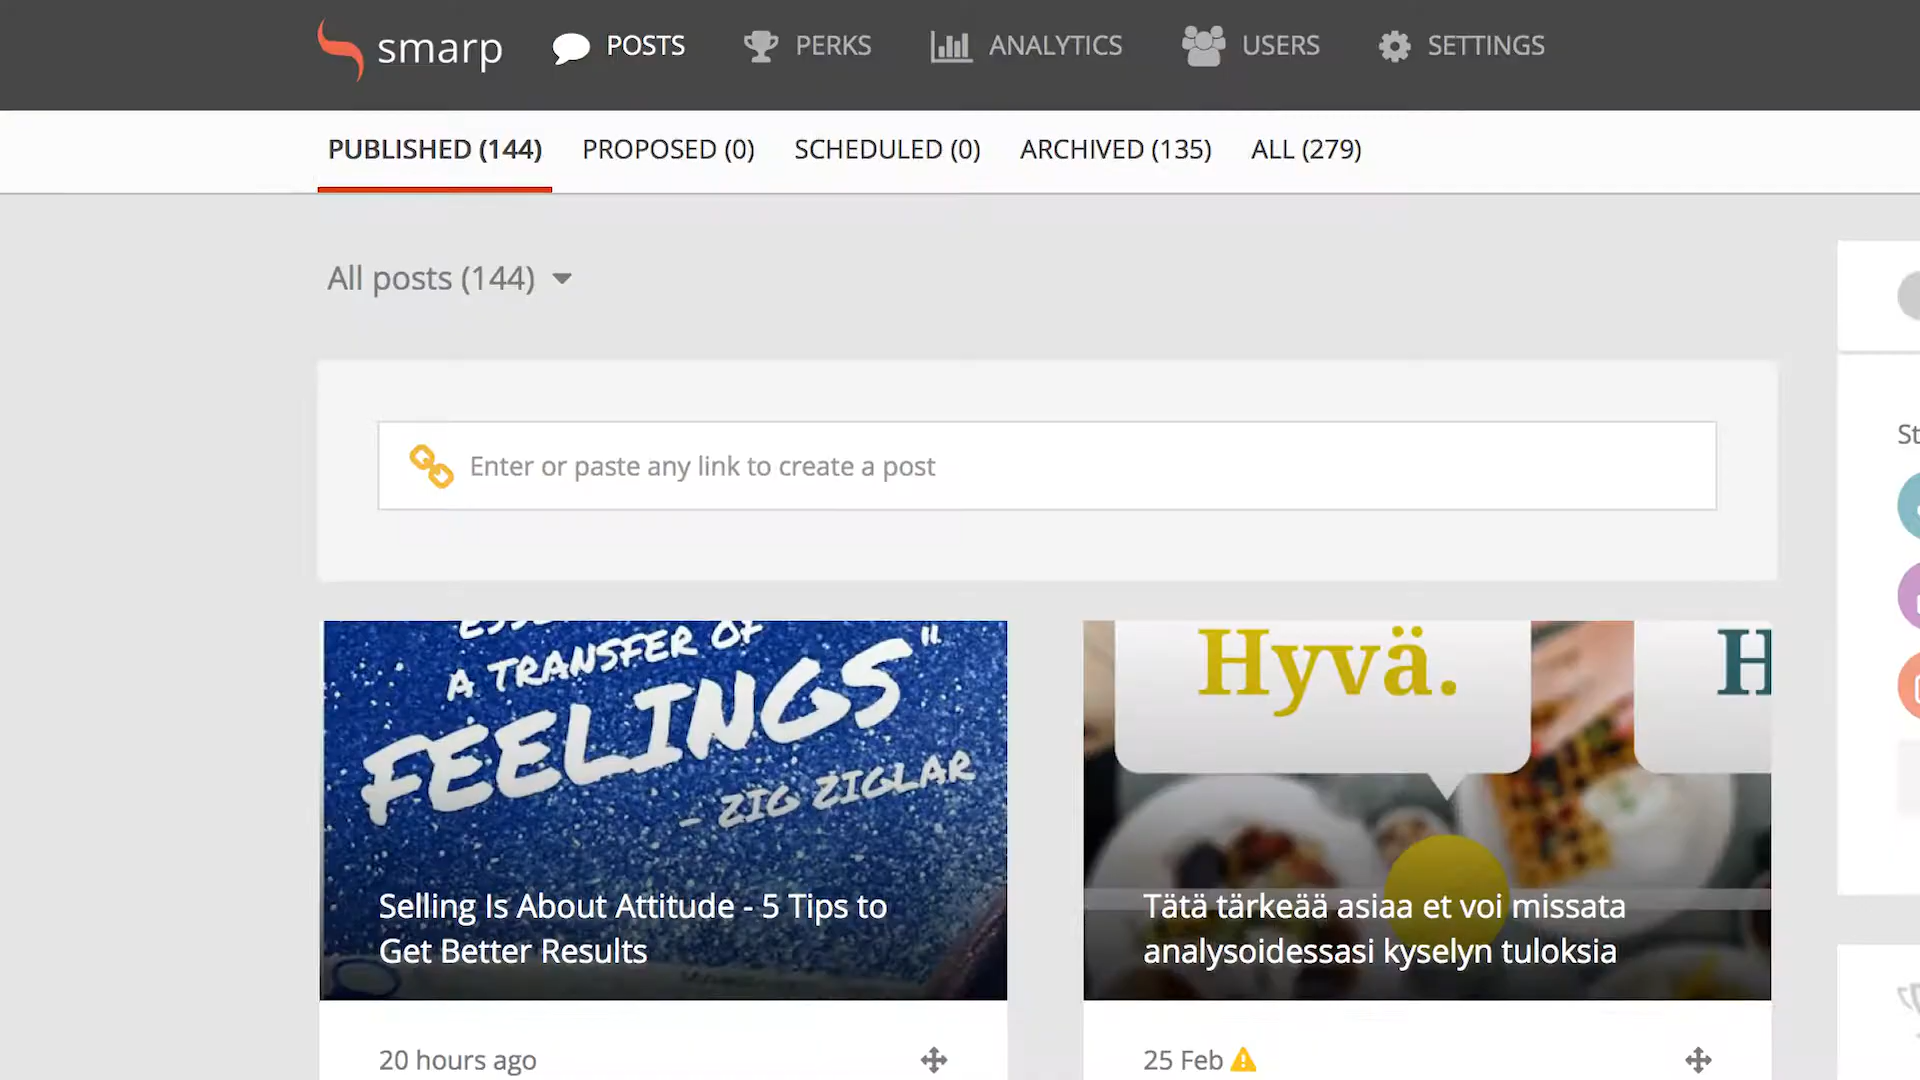 smarp POSTS PERKS ANALYTICS USERS SETTINGS
PUBLISHED (144) PROPOSED (0) SCHEDULED (0) ARCHIVED (135) ALL (279)
All posts (144)
St
Enter or paste any link to create a post
A TRANSFER OF
FEELINGS"
- ZIG ZIGLAR
Selling Is About Attitude - 5 Tips to
Get Better Results
20 hours ago
Hyvä.
H
Tätä tärkeää asiaa et voi missata
analysoidessasi kyselyn tuloksia
25 Feb